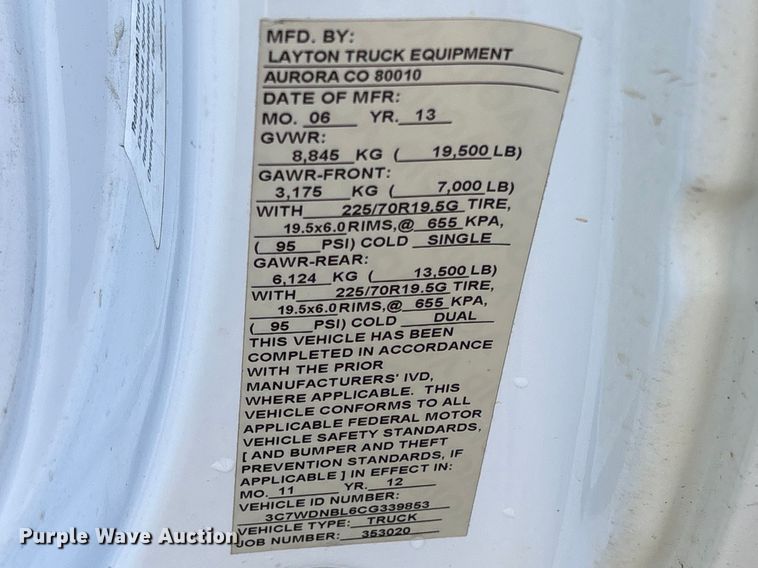 MFD. BY:
LAYTON TRUCK EQUIPMENT
AURORA CO 80010
DATE OF MFR:
MO. 06 YR. 13
GVWR:
8,845 KG ( 19,500 LB)
GAWR-FRONT:
3,175 KG ( 7,000 LB)
WITH 225/70R19.5G TIRE,
19.5x6.0 RIMS,@ 655 KPA,
( 95 PSI) COLD SINGLE
GAWR-REAR:
6,124 KG ( 13,500 LB)
WITH 225/70R19.5G TIRE,
19.5x6.0 RIMS,@ 655 KPA,
( 95 PSI) COLD DUAL
THIS VEHICLE HAS BEEN
COMPLETED IN ACCORDANCE
WITH THE PRIOR
MANUFACTURERS' IVD,
WHERE APPLICABLE. THIS
VEHICLE CONFORMS TO ALL
APPLICABLE FEDERAL MOTOR
VEHICLE SAFETY STANDARDS,
[ AND BUMPER AND THEFT
PREVENTION STANDARDS, IF
APPLICABLE ] IN EFFECT IN:
MO. 11 YR. 12
VEHICLE ID NUMBER:
3C7WDNBL6CG339853
VEHICLE TYPE: TRUCK
JOB NUMBER: 353020
Purple Wave Auction